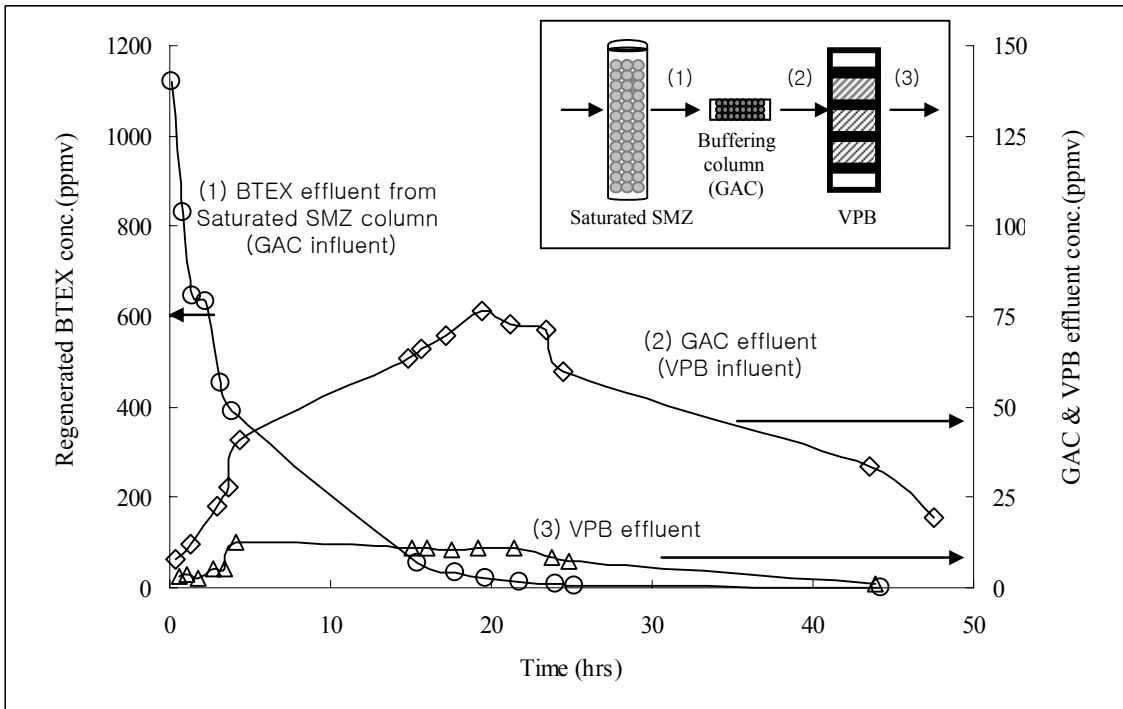 1200
1000
800
600
400
200
0
Regenerated BTEX conc.(ppmv)
150
125
100
75
50
25
0
GAC & VPB effluent conc.(ppmv)
0
10
20
30
40
50
Time (hrs)
(1)
(2)
(3)
Buffering
column
(GAC)
Saturated SMZ
VPB
(1) BTEX effluent from
Saturated SMZ column
(GAC influent)
(2) GAC effluent
(VPB influent)
(3) VPB effluent